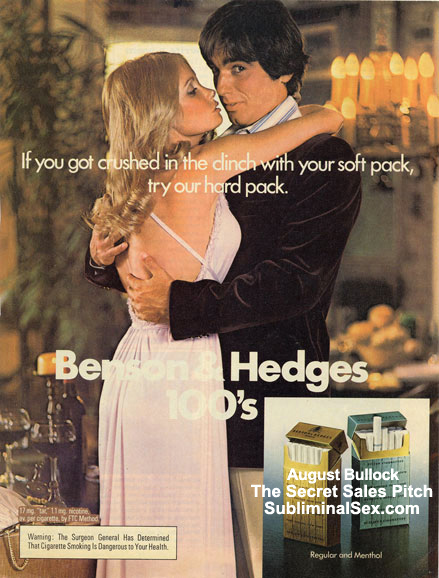 If you got crushed in the clinch with your soft pack,
try our hard pack.
Benson & Hedges
100's
August Bullock
The Secret Sales Pitch
SubliminalSex.com
Regular and Menthol
17 mg. "tar," 1.1 mg. nicotine
av. per cigarette, by FTC Method.
Warning: The Surgeon General Has Determined
That Cigarette Smoking Is Dangerous to Your Health.